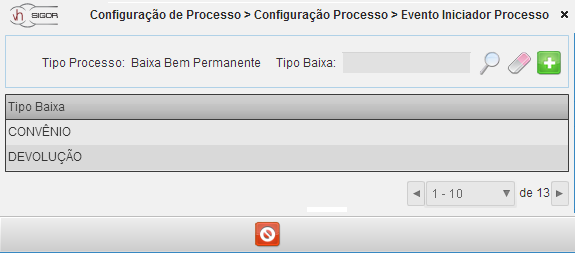 vh SIGOR
Configuração de Processo > Configuração Processo > Evento Iniciador Processo
Tipo Processo: Baixa Bem Permanente Tipo Baixa:
Tipo Baixa
CONVÊNIO
DEVOLUÇÃO
1 - 10 de 13